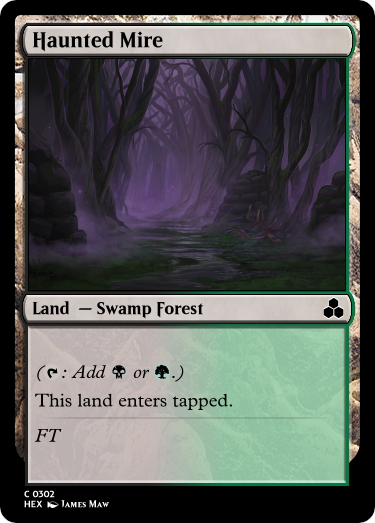 Haunted Mire
Land — Swamp Forest
(: Add or .)
This land enters tapped.
FT
C 0302
HEX James Maw